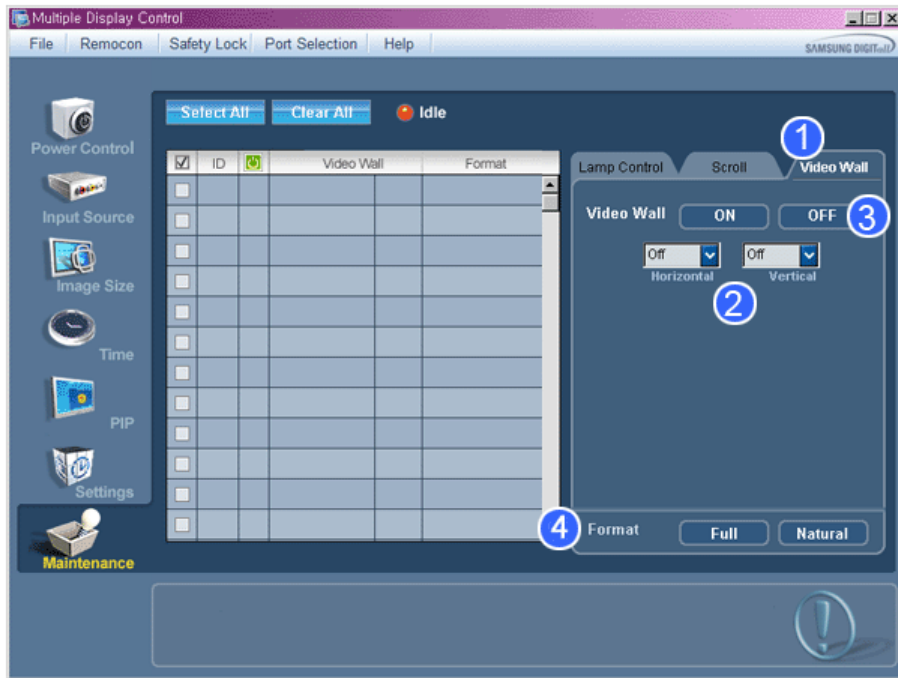 Multiple Display Control
File Remocon Safety Lock Port Selection Help
SAMSUNG DIGITall
Select All Clear All Idle
Power Control
Input Source
Image Size
Time
PIP
Settings
Maintenance
ID Video Wall Format
1
Lamp Control Scroll Video Wall
Video Wall ON OFF 3
Off Off
Horizontal Vertical
2
4 Format Full Natural